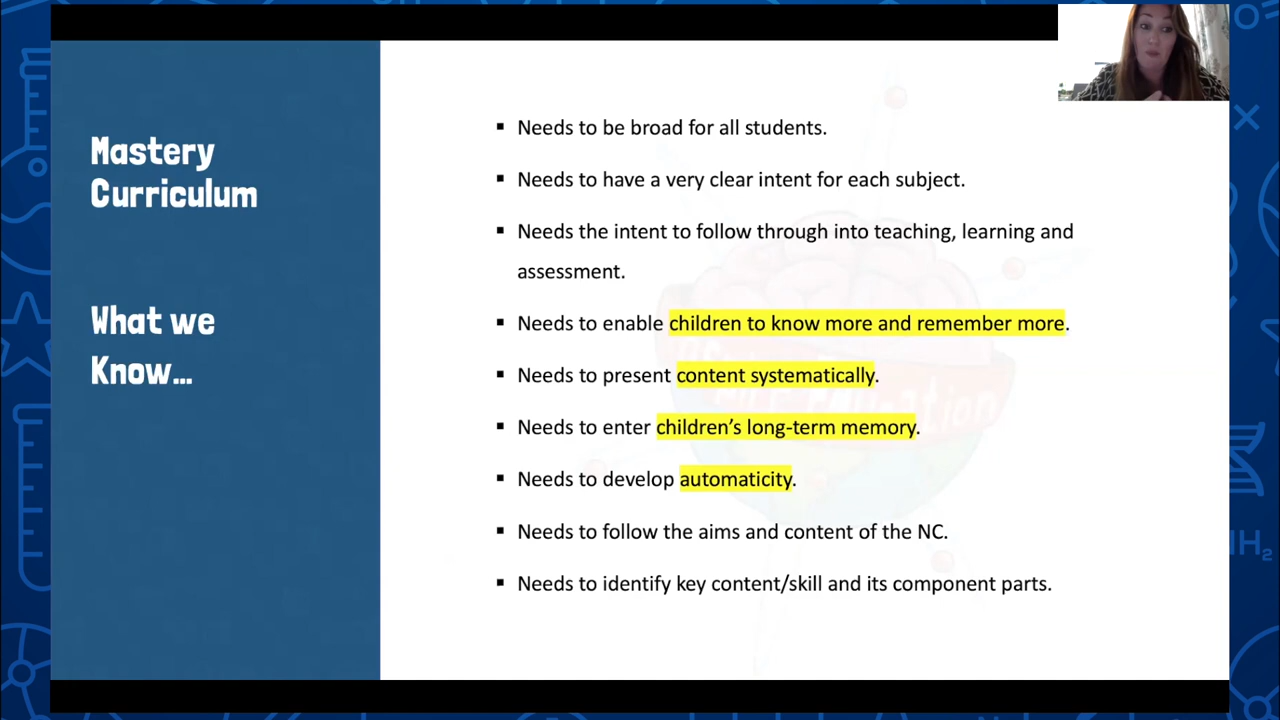 Mastery
Curriculum
What we
Know...
▪ Needs to be broad for all students.
▪ Needs to have a very clear intent for each subject.
▪ Needs the intent to follow through into teaching, learning and
assessment.
▪ Needs to enable children to know more and remember more.
▪ Needs to present content systematically.
▪ Needs to enter children’s long-term memory.
▪ Needs to develop automaticity.
▪ Needs to follow the aims and content of the NC.
▪ Needs to identify key content/skill and its component parts.